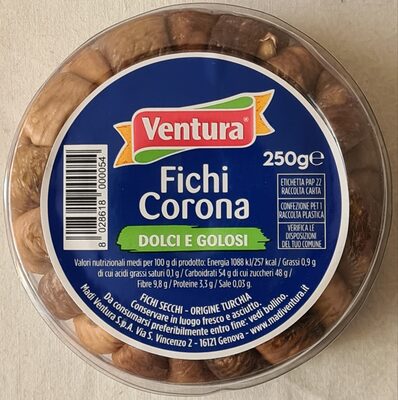 Ventura®
250g℮
Fichi
Corona
DOLCI E GOLOSI
8 028618 000054
ETICHETTA PAP 22
RACCOLTA CARTA
CONFEZIONE PET 1
RACCOLTA PLASTICA
VERIFICA LE
DISPOSIZIONI
DEL TUO COMUNE
Valori nutrizionali medi per 100 g di prodotto: Energia 1088 kJ/257 kcal / Grassi 0,9 g
di cui acidi grassi saturi 0,1 g / Carboidrati 54 g di cui zuccheri 48 g /
Fibre 9,8 g / Proteine 3,3 g / Sale 0,03 g.
FICHI SECCHI - ORIGINE TURCHIA
Conservare in luogo fresco e asciutto.
Da consumarsi preferibilmente entro fine: vedi bollino.
Madi Ventura S.p.A. Via S. Vincenzo 2 - 16121 Genova - www.madiventura.it